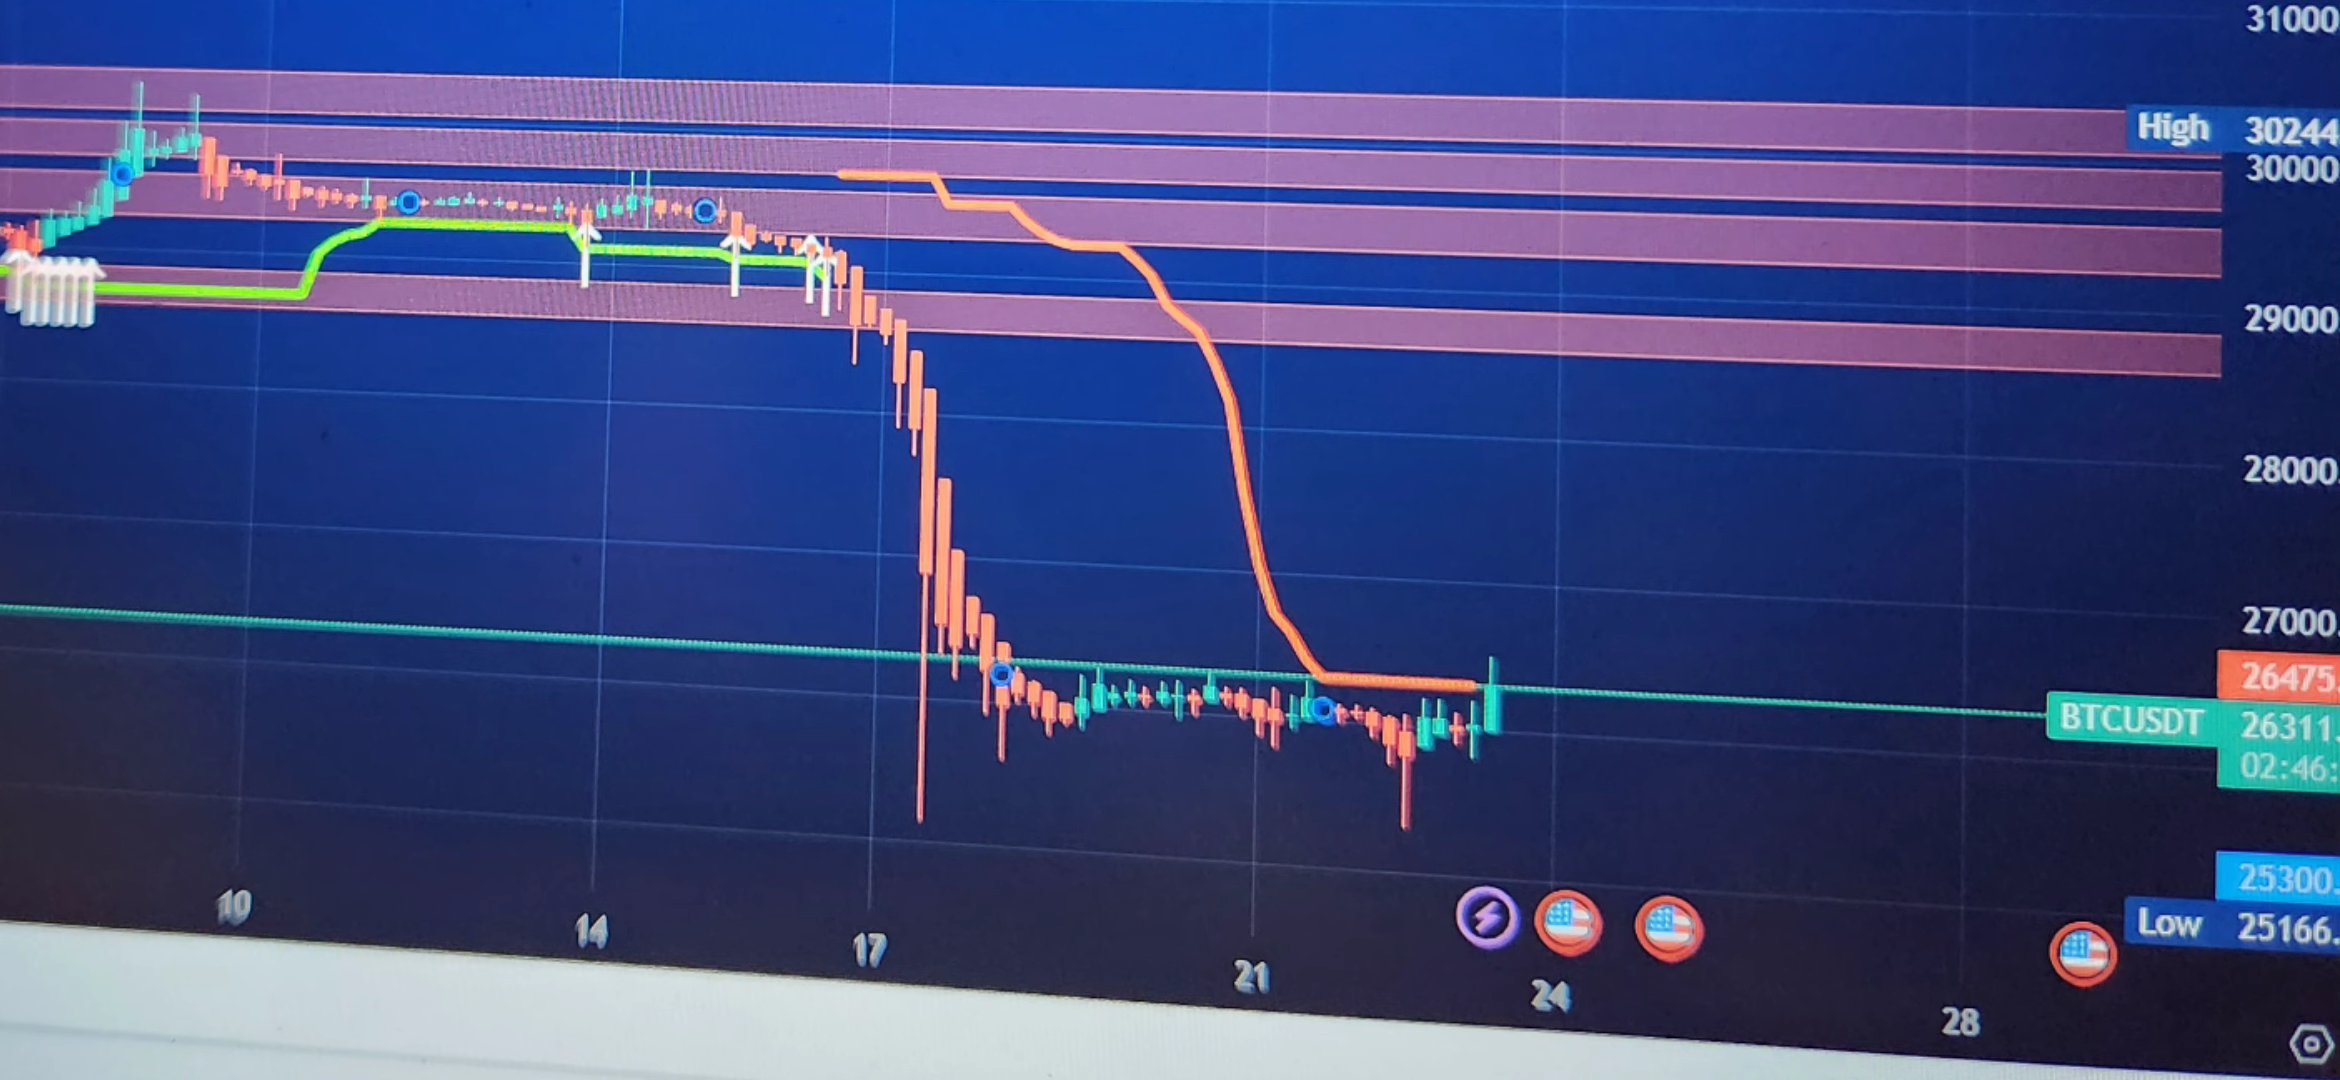 31000
High 30244
30000
29000
28000.
27000.
26475.
BTCUSDT 26311.
02:46:
25300.
Low 25166.
10 14 17 21 24 28